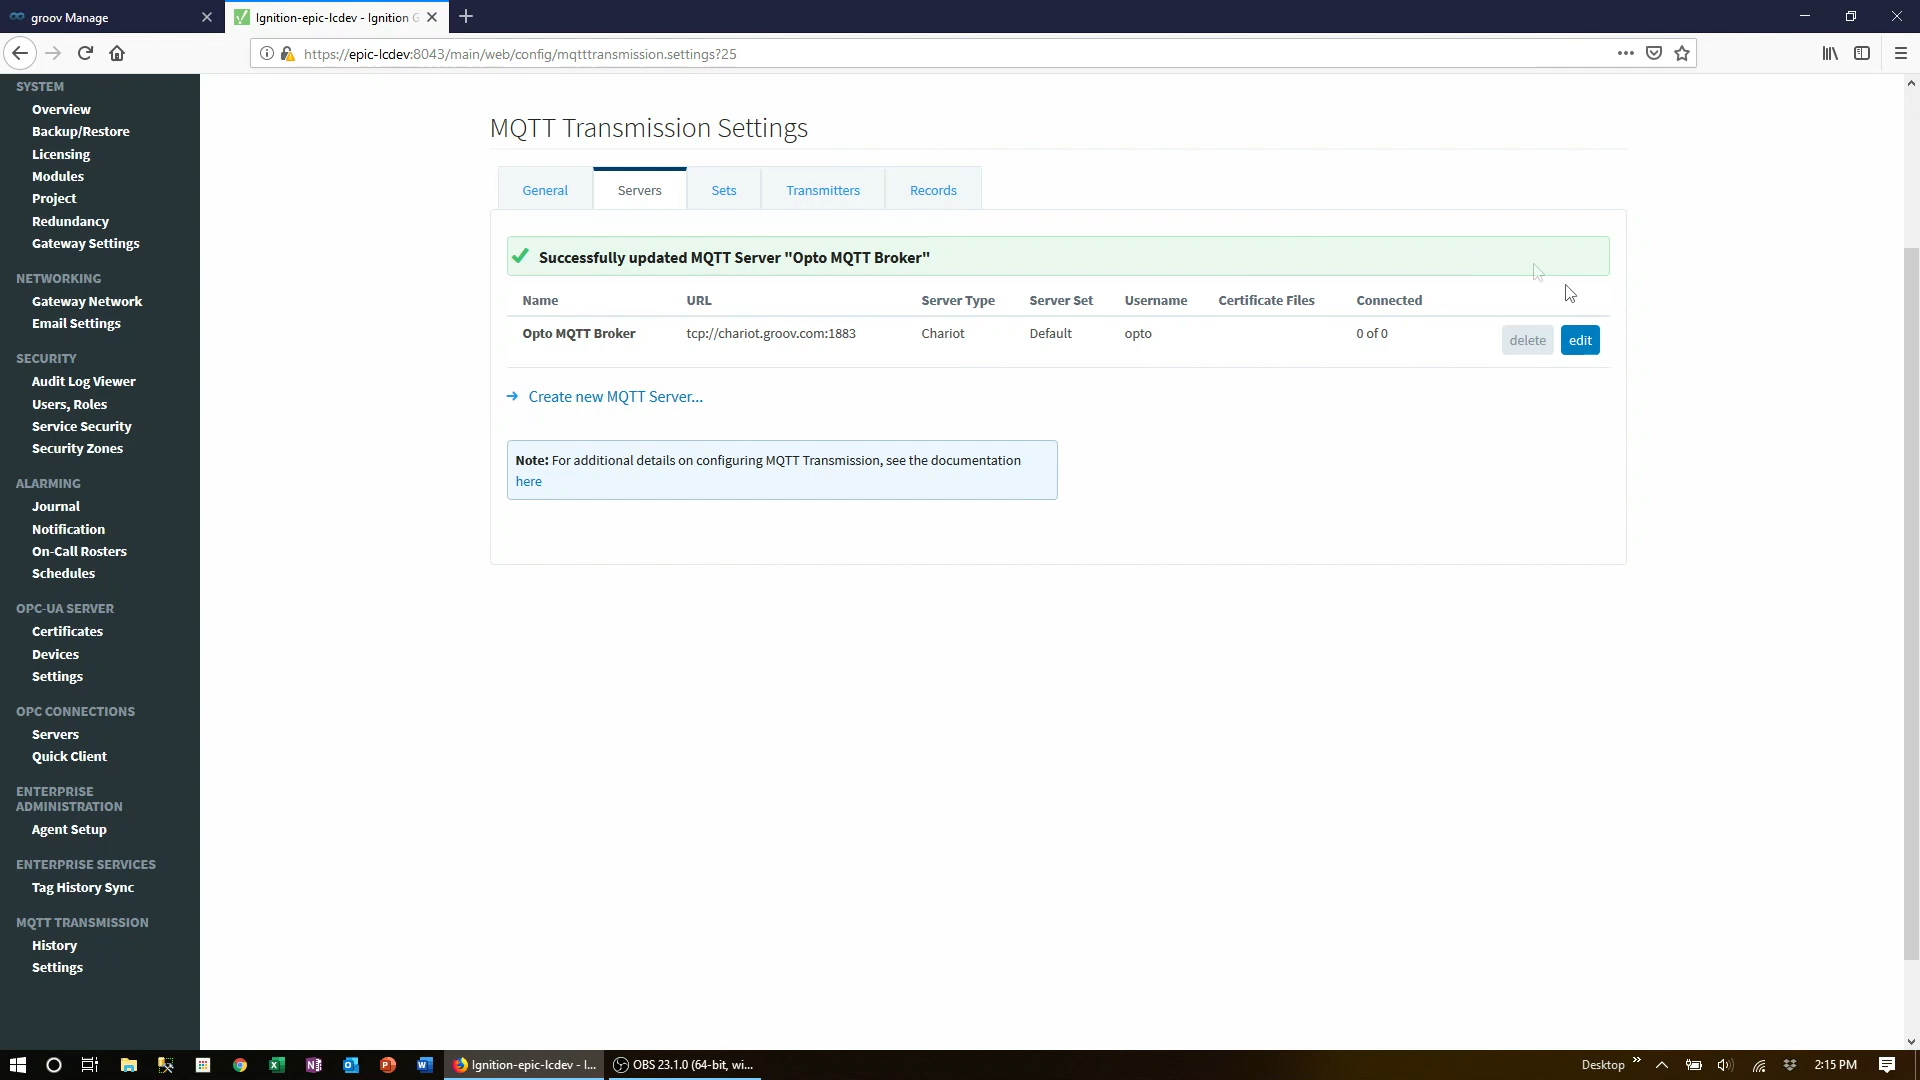 groov Manage
Ignition-epic-lcdev - Ignition G
https://epic-lcdev:8043/main/web/config/mqtttransmission.settings?25
SYSTEM
Overview
Backup/Restore
Licensing
Modules
Project
Redundancy
Gateway Settings
NETWORKING
Gateway Network
Email Settings
SECURITY
Audit Log Viewer
Users, Roles
Service Security
Security Zones
ALARMING
Journal
Notification
On-Call Rosters
Schedules
OPC-UA SERVER
Certificates
Devices
Settings
OPC CONNECTIONS
Servers
Quick Client
ENTERPRISE
ADMINISTRATION
Agent Setup
ENTERPRISE SERVICES
Tag History Sync
MQTT TRANSMISSION
History
Settings
MQTT Transmission Settings
General Servers Sets Transmitters Records
Successfully updated MQTT Server "Opto MQTT Broker"
Name URL Server Type Server Set Username Certificate Files Connected
Opto MQTT Broker tcp://chariot.groov.com:1883 Chariot Default opto 0 of 0 delete edit
Create new MQTT Server...
Note: For additional details on configuring MQTT Transmission, see the documentation
here
Ignition-epic-lcdev - I... OBS 23.1.0 (64-bit, wi... Desktop 2:15 PM